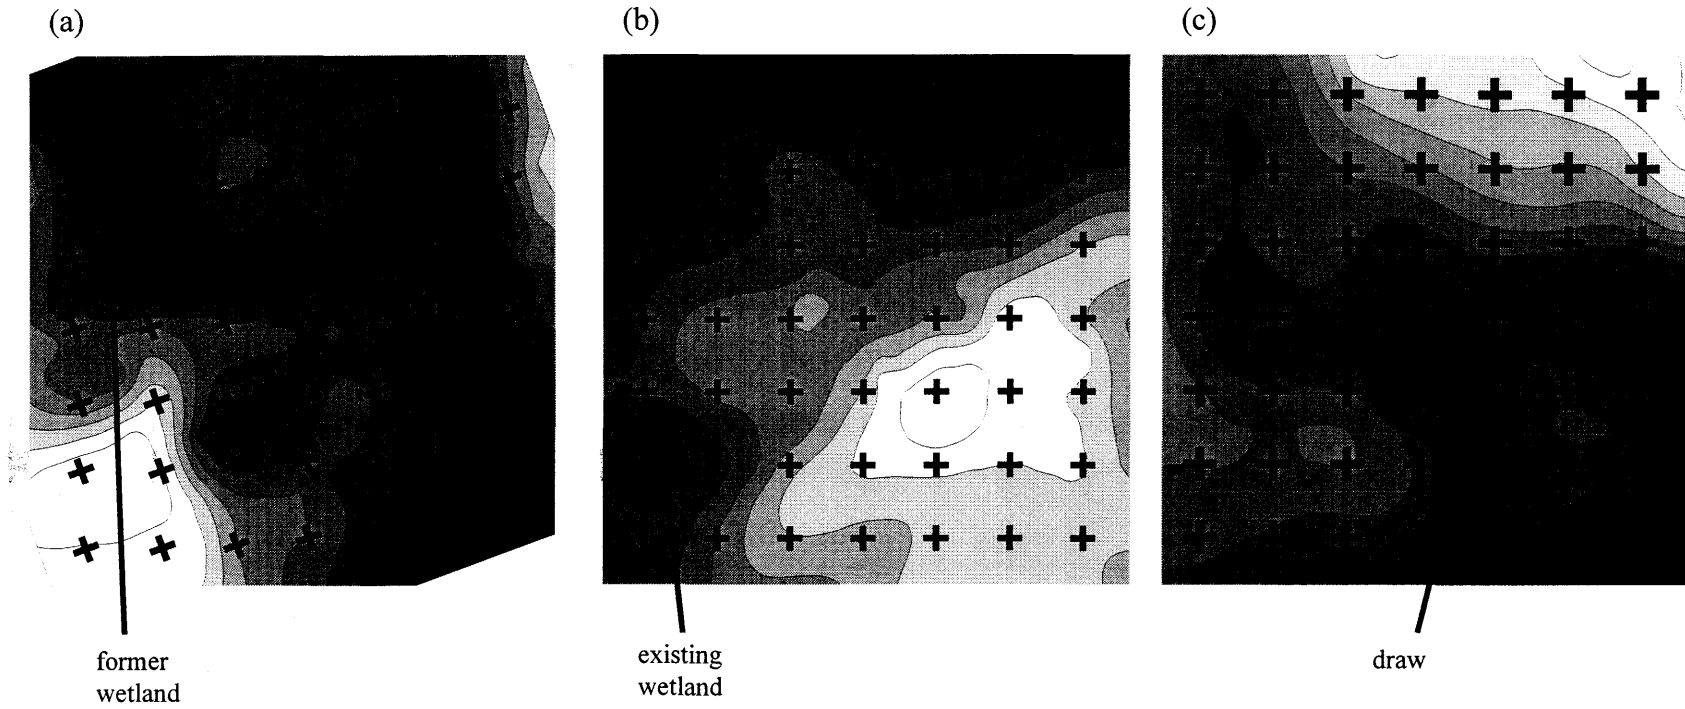 (a)
(b)
(c)
former
wetland
existing
wetland
draw